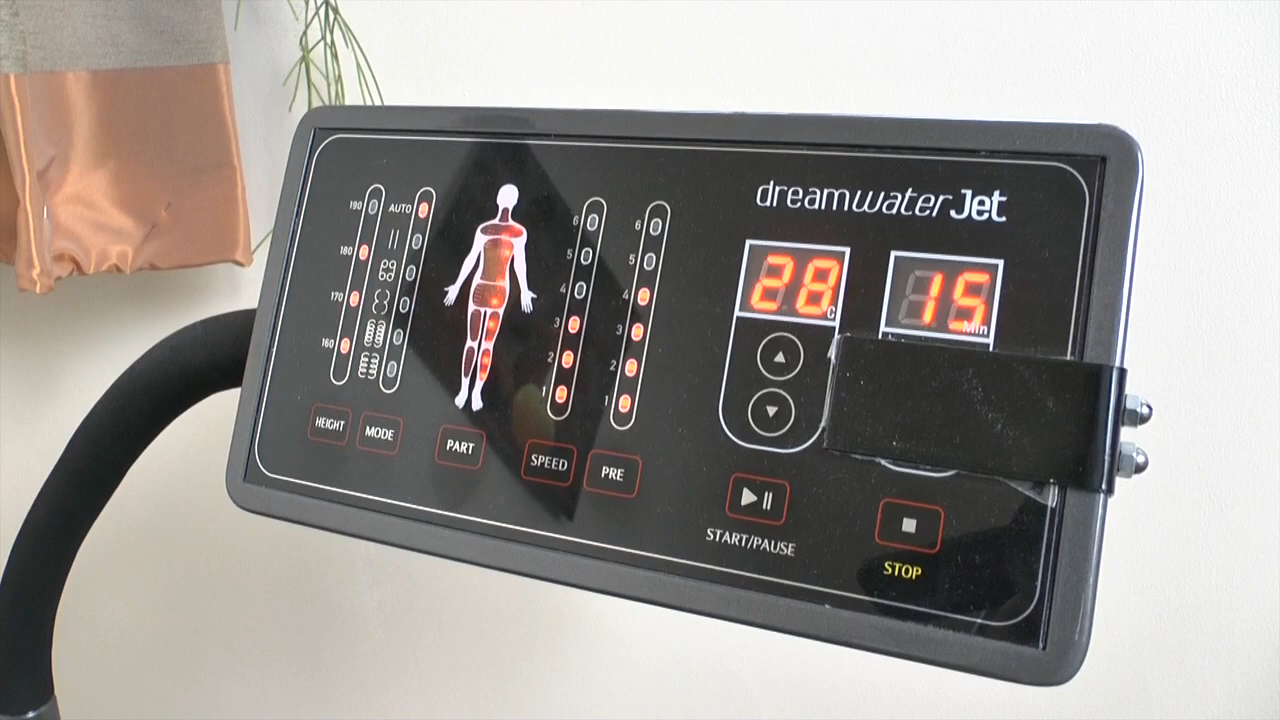 dreamwaterJet
190
180
170
160
AUTO
6
5
4
3
2
1
6
5
4
3
2
1
28 C
15 Min
HEIGHT
MODE
PART
SPEED
PRE
START/PAUSE
STOP